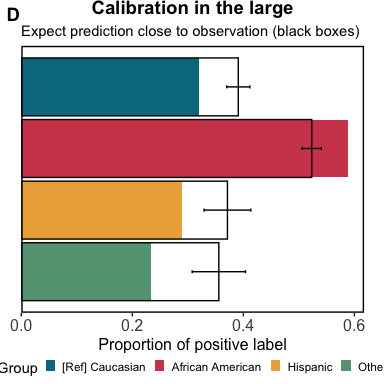 D
Calibration in the large
Expect prediction close to observation (black boxes)
0.0 0.2 0.4 0.6
Proportion of positive label
Group [Ref] Caucasian African American Hispanic Othe